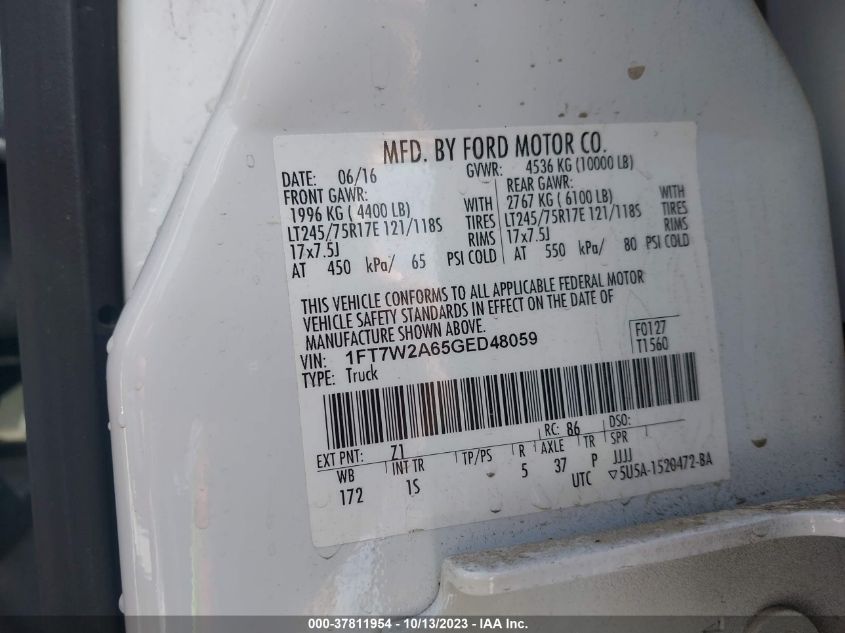 MFD. BY FORD MOTOR CO.
DATE: 06/16 GVWR: 4536 KG (10000 LB)
FRONT GAWR: REAR GAWR:
1996 KG ( 4400 LB) WITH 2767 KG ( 6100 LB) WITH
LT245/75R17E 121/118S TIRES LT245/75R17E 121/118S TIRES
17x7.5J RIMS 17x7.5J RIMS
AT 450 kPa/ 65 PSI COLD AT 550 kPa/ 80 PSI COLD
THIS VEHICLE CONFORMS TO ALL APPLICABLE FEDERAL MOTOR
VEHICLE SAFETY STANDARDS IN EFFECT ON THE DATE OF
MANUFACTURE SHOWN ABOVE.
VIN: 1FT7W2A65GED48059 F0127
TYPE: Truck T1560
EXT PNT: Z1 RC: 86 DSO:
WB INT TR TP/PS R AXLE TR SPR
172 1S 5 37 P JJJJ
UTC ▽5U5A-1520472-BA
000-37811954 - 10/13/2023 - www.iaai.com/